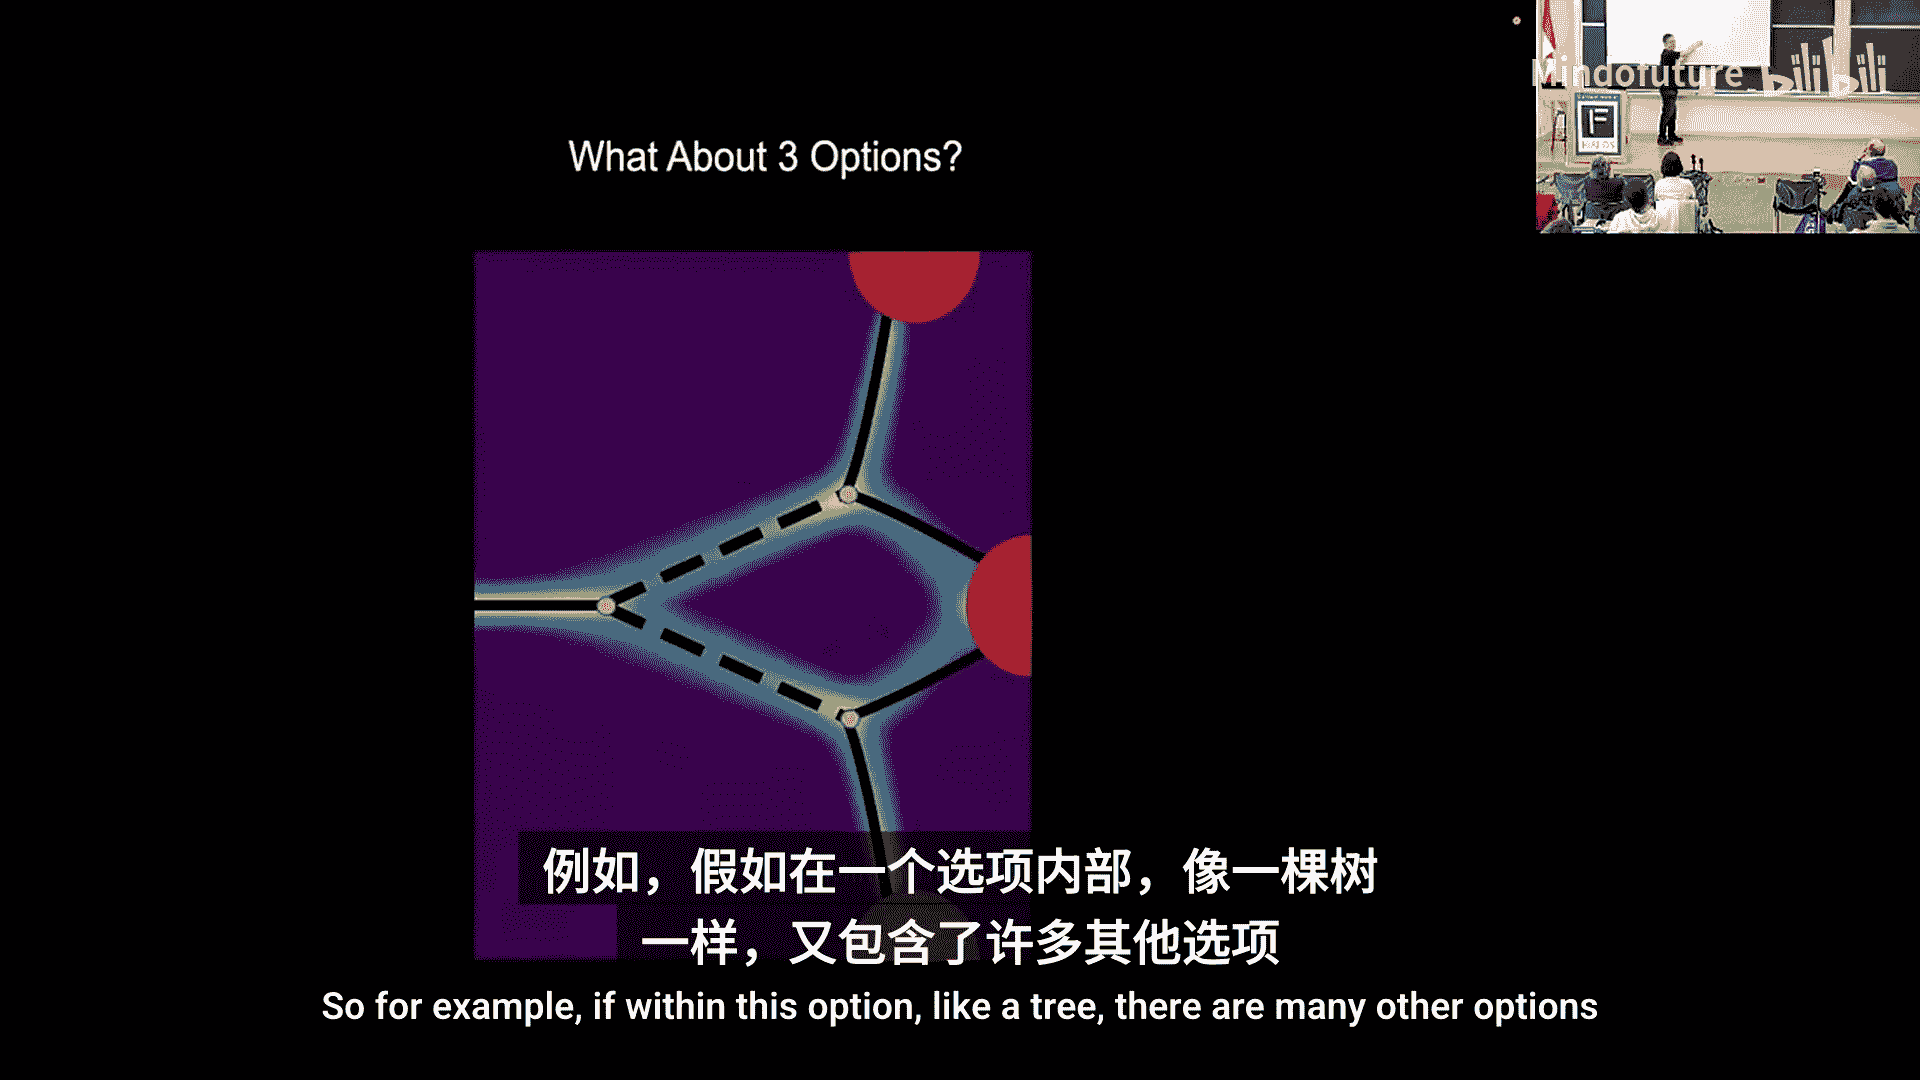 Mindofuture
bilibili
What About 3 Options?
F
例如，假如在一个选项内部，像一棵树
一样，又包含了许多其他选项
So for example, if within this option, like a tree, there are many other options